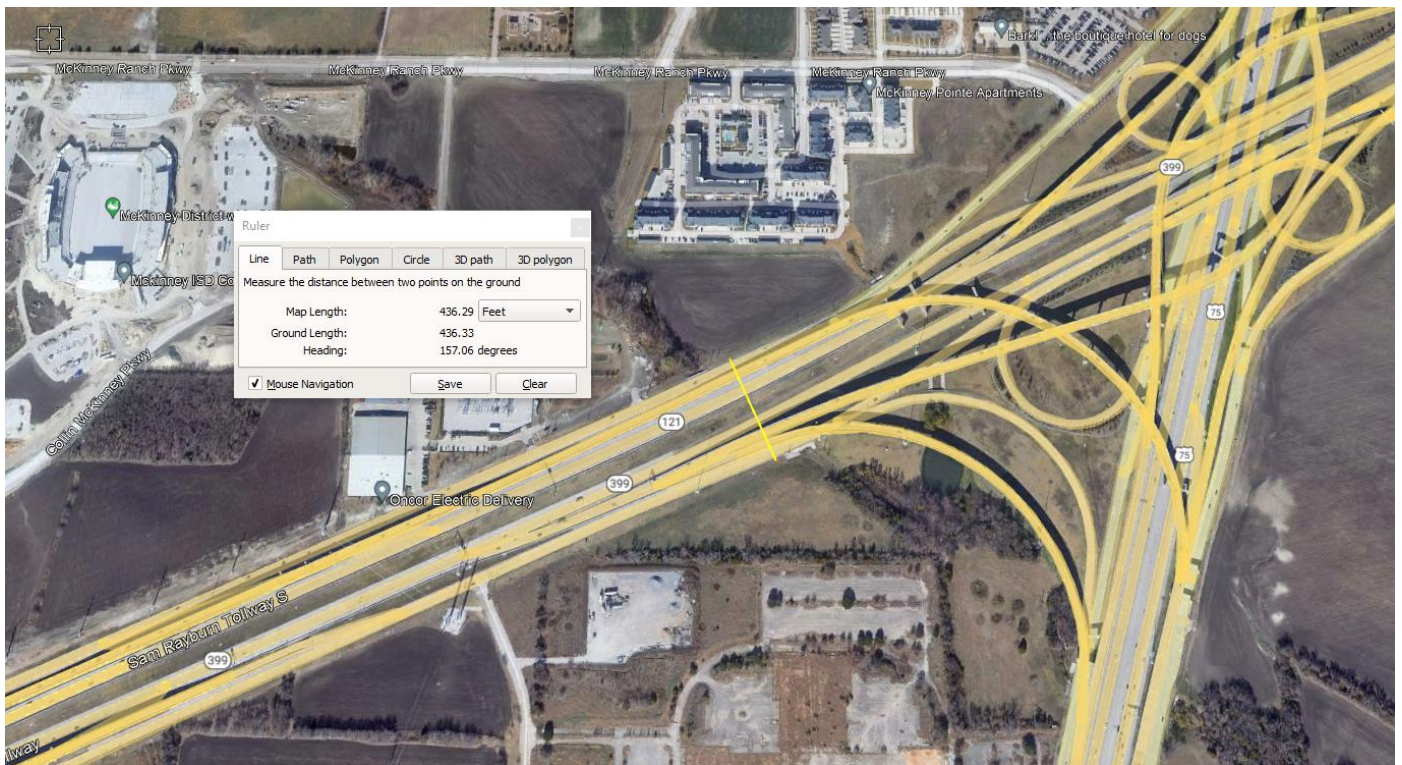 Bark!...the boutique hotel for dogs
McKinney Ranch Pkwy
McKinney Ranch Pkwy
McKinney Ranch Pkwy
McKinney Ranch Pkwy
McKinney Pointe Apartments
399
McKinney District-w
Ruler
Line Path Polygon Circle 3D path 3D polygon
Measure the distance between two points on the ground
Mckinney ISD Co
Map Length: 436.29 Feet
Ground Length: 436.33
Heading: 157.06 degrees
75
Mouse Navigation Save Clear
Collin McKinney Pkwy
121
75
399
Oncor Electric Delivery
Sam Rayburn Tollway S
399
llway